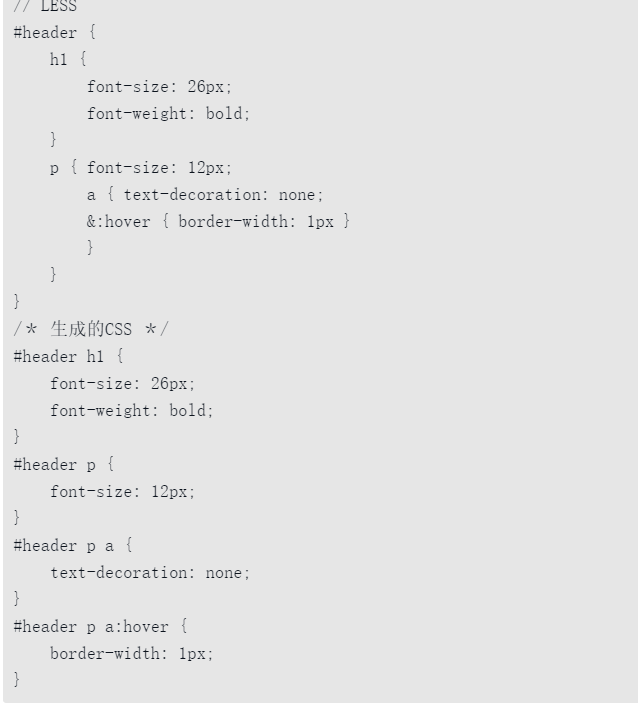 // LESS
#header {
    h1 {
        font-size: 26px;
        font-weight: bold;
    }
    p { font-size: 12px;
        a { text-decoration: none;
        &:hover { border-width: 1px }
        }
    }
}
/* 生成的CSS */
#header h1 {
    font-size: 26px;
    font-weight: bold;
}
#header p {
    font-size: 12px;
}
#header p a {
    text-decoration: none;
}
#header p a:hover {
    border-width: 1px;
}